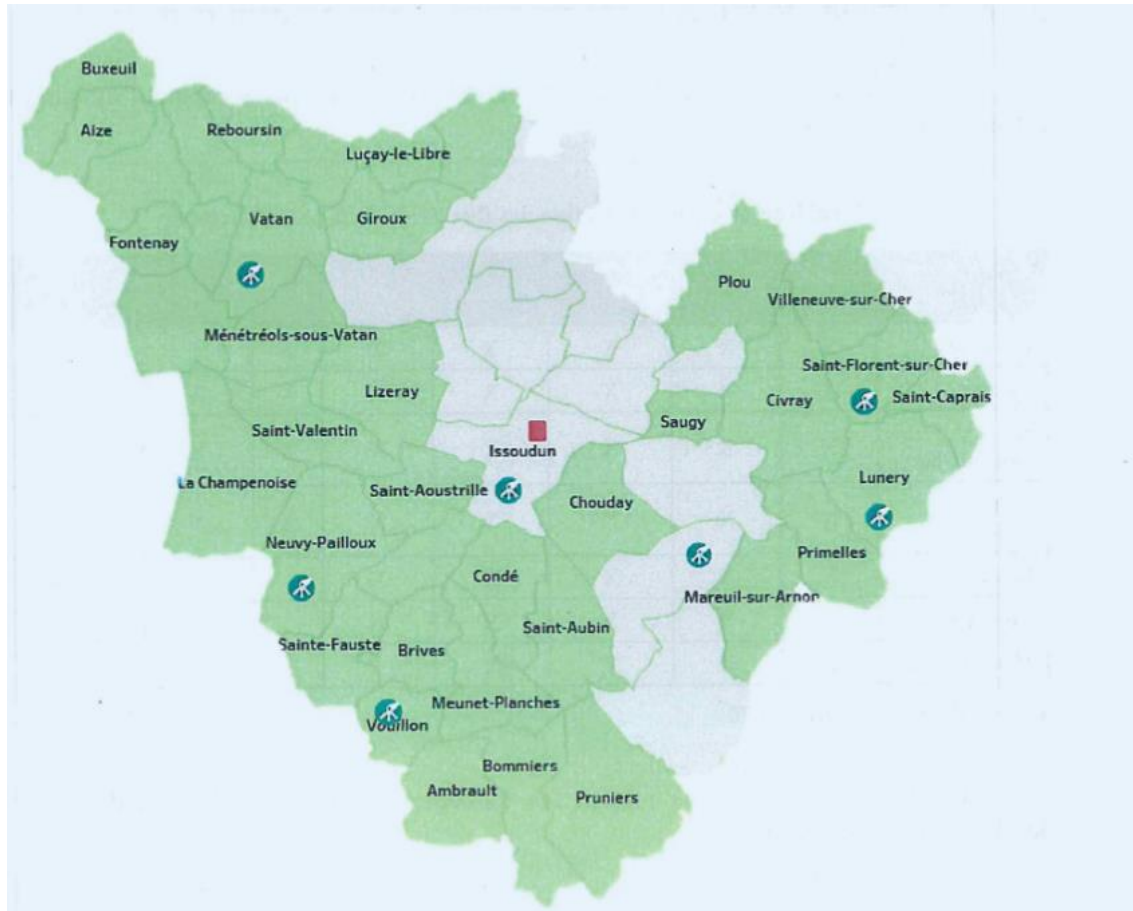 Buxeuil
Aize
Reboursin
Luçay-le-Libre
Vatan
Giroux
Fontenay
Plou
Villeneuve-sur-Cher
Ménétréols-sous-Vatan
Saint-Florent-sur-Cher
Lizeray
Civray
Saint-Caprais
Saugy
Saint-Valentin
Issoudun
La Champenoise
Saint-Aoustrille
Chouday
Lunery
Neuvy-Pailloux
Primelles
Condé
Mareuil-sur-Arnon
Saint-Aubin
Sainte-Fauste
Brives
Meunet-Planches
Vouillon
Bommiers
Ambrault
Pruniers